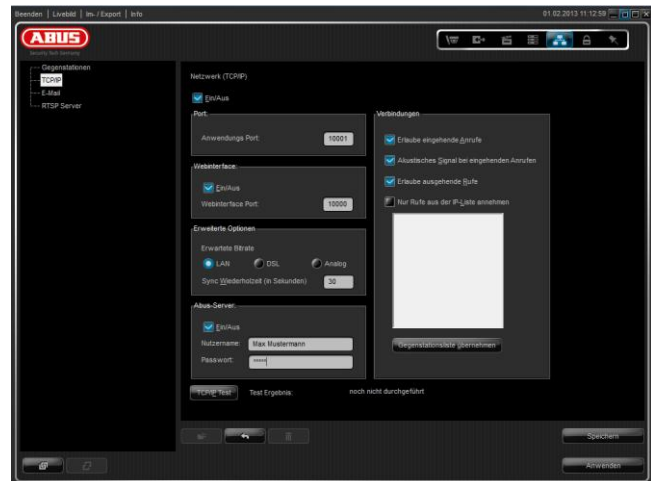 Beenden | Livebild | Im- / Export | Info
01.02.2013 11:12:59
ABUS
Security Tech Germany
Gegenstationen
TCP/IP
E-Mail
RTSP Server
Netzwerk (TCP/IP)
Ein/Aus
Port:
Anwendungs Port: 10001
Webinterface:
Ein/Aus
Webinterface Port: 10000
Erweiterte Optionen
Erwartete Bitrate
LAN DSL Analog
Sync Wiederholzeit (in Sekunden) 30
Abus-Server:
Ein/Aus
Nutzername: Max Mustermann
Passwort: *****
TCP/IP Test Test Ergebnis: noch nicht durchgeführt
Verbindungen
Erlaube eingehende Anrufe
Akustisches Signal bei eingehenden Anrufen
Erlaube ausgehende Rufe
Nur Rufe aus der IP-Liste annehmen
Gegenstationsliste übernehmen
Speichern
Anwenden